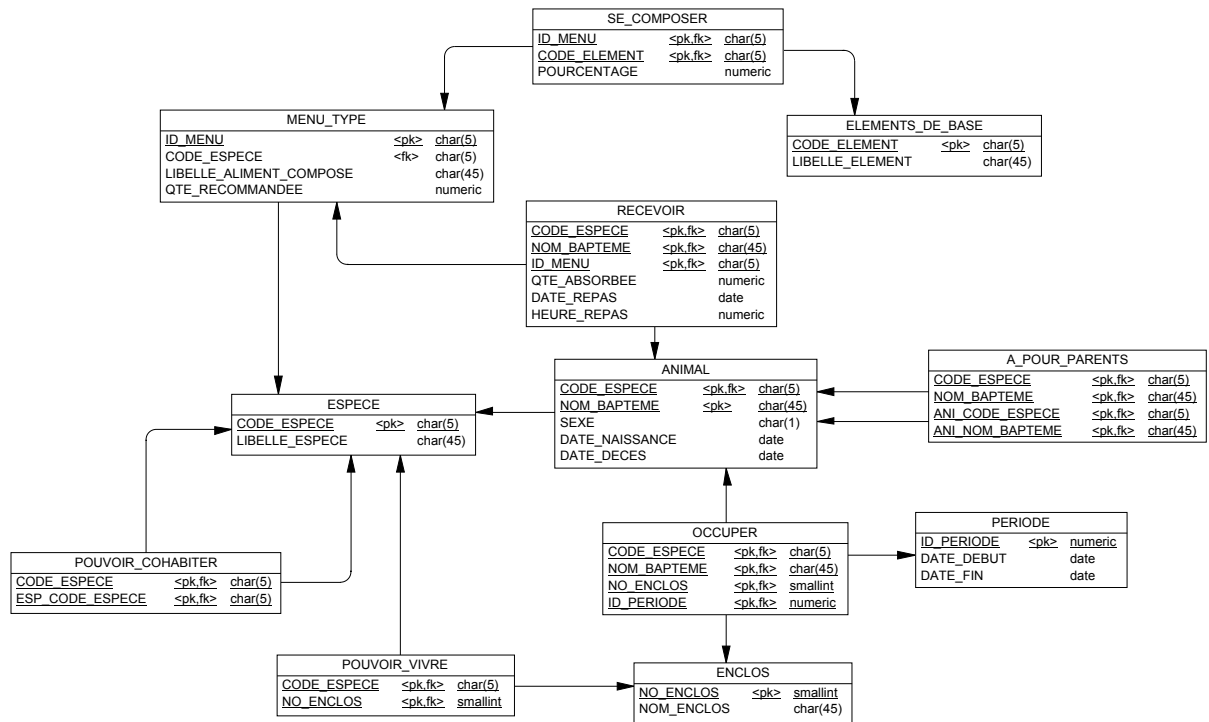 SE_COMPOSER
ID_MENU <pk,fk> char(5)
CODE_ELEMENT <pk,fk> char(5)
POURCENTAGE numeric
MENU_TYPE
ID_MENU <pk> char(5)
CODE_ESPECE <fk> char(5)
LIBELLE_ALIMENT_COMPOSE char(45)
QTE_RECOMMANDEE numeric
ELEMENTS_DE_BASE
CODE_ELEMENT <pk> char(5)
LIBELLE_ELEMENT char(45)
RECEVOIR
CODE_ESPECE <pk,fk> char(5)
NOM_BAPTEME <pk,fk> char(45)
ID_MENU <pk,fk> char(5)
QTE_ABSORBEE numeric
DATE_REPAS date
HEURE_REPAS numeric
ANIMAL
CODE_ESPECE <pk,fk> char(5)
NOM_BAPTEME <pk> char(45)
SEXE char(1)
DATE_NAISSANCE date
DATE_DECES date
A_POUR_PARENTS
CODE_ESPECE <pk,fk> char(5)
NOM_BAPTEME <pk,fk> char(45)
ANI_CODE_ESPECE <pk,fk> char(5)
ANI_NOM_BAPTEME <pk,fk> char(45)
ESPECE
CODE_ESPECE <pk> char(5)
LIBELLE_ESPECE char(45)
OCCUPER
CODE_ESPECE <pk,fk> char(5)
NOM_BAPTEME <pk,fk> char(45)
NO_ENCLOS <pk,fk> smallint
ID_PERIODE <pk,fk> numeric
PERIODE
ID_PERIODE <pk> numeric
DATE_DEBUT date
DATE_FIN date
POUVOIR_COHABITER
CODE_ESPECE <pk,fk> char(5)
ESP_CODE_ESPECE <pk,fk> char(5)
POUVOIR_VIVRE
CODE_ESPECE <pk,fk> char(5)
NO_ENCLOS <pk,fk> smallint
ENCLOS
NO_ENCLOS <pk> smallint
NOM_ENCLOS char(45)